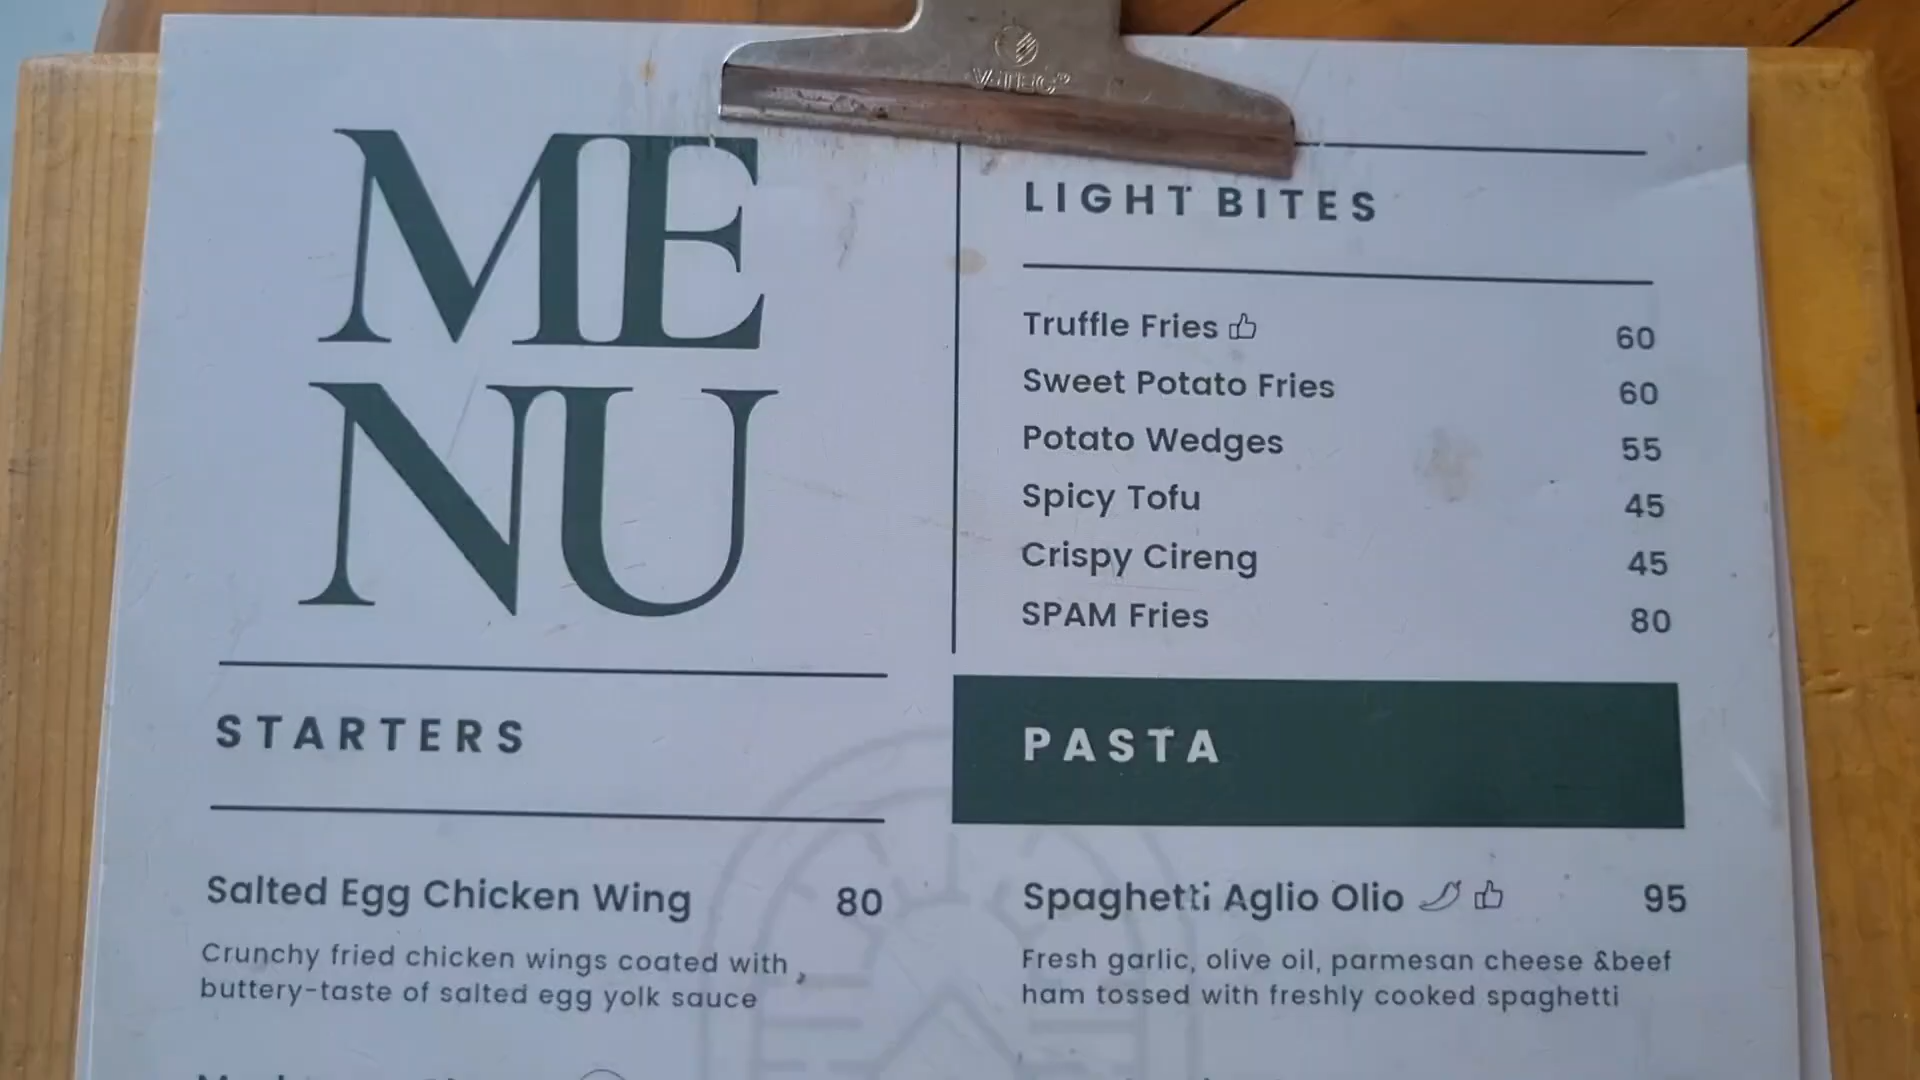 V-TEC®
ME
NU
LIGHT BITES
Truffle Fries 60
Sweet Potato Fries 60
Potato Wedges 55
Spicy Tofu 45
Crispy Cireng 45
SPAM Fries 80
STARTERS
Salted Egg Chicken Wing 80
Crunchy fried chicken wings coated with
buttery-taste of salted egg yolk sauce
PASTA
Spaghetti Aglio Olio 95
Fresh garlic, olive oil, parmesan cheese &beef
ham tossed with freshly cooked spaghetti